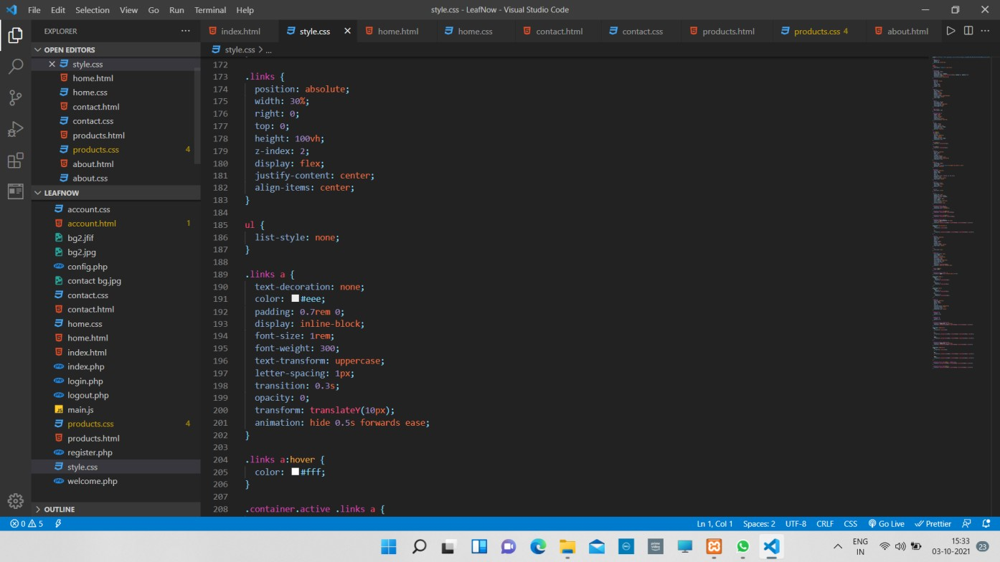 File Edit Selection View Go Run Terminal Help
style.css - LeafNow - Visual Studio Code
EXPLORER
index.html style.css home.html home.css contact.html contact.css products.html products.css 4 about.html
OPEN EDITORS
style.css > ...
style.css
home.html
home.css
contact.html
contact.css
products.html
products.css 4
about.html
about.css
LEAFNOW
account.css
account.html 1
bg2.jfif
bg2.jpg
config.php
contact bg.jpg
contact.css
contact.html
home.css
home.html
index.html
index.php
login.php
logout.php
main.js
products.css 4
products.html
register.php
style.css
welcome.php
OUTLINE
172
173 .links {
174 position: absolute;
175 width: 30%;
176 right: 0;
177 top: 0;
178 height: 100vh;
179 z-index: 2;
180 display: flex;
181 justify-content: center;
182 align-items: center;
183 }
184
185 ul {
186 list-style: none;
187 }
188
189 .links a {
190 text-decoration: none;
191 color: #eee;
192 padding: 0.7rem 0;
193 display: inline-block;
194 font-size: 1rem;
195 font-weight: 300;
196 text-transform: uppercase;
197 letter-spacing: 1px;
198 transition: 0.3s;
199 opacity: 0;
200 transform: translateY(10px);
201 animation: hide 0.5s forwards ease;
202 }
203
204 .links a:hover {
205 color: #fff;
206 }
207
208 .container.active .links a {
0 5 Ln 1, Col 1 Spaces: 2 UTF-8 CRLF CSS Go Live Prettier
ENG
IN
15:33
03-10-2021
23